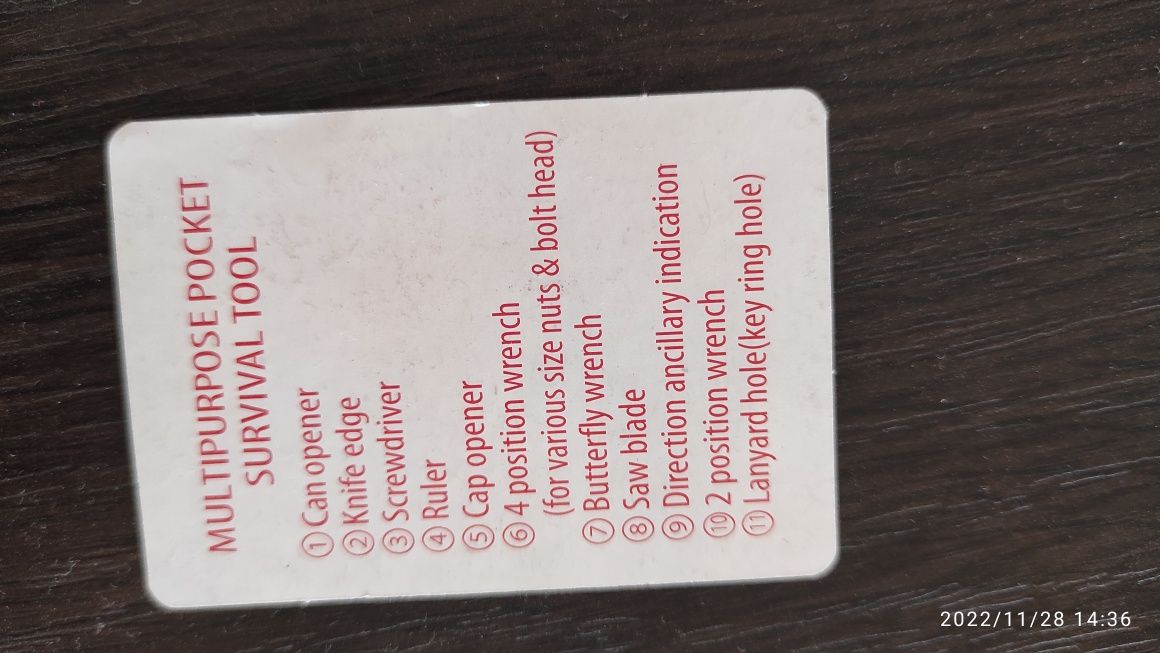 MULTIPURPOSE POCKET
SURVIVAL TOOL
① Can opener
② Knife edge
③ Screwdriver
④ Ruler
⑤ Cap opener
⑥ 4 position wrench
(for various size nuts & bolt head)
⑦ Butterfly wrench
⑧ Saw blade
⑨ Direction ancillary indication
⑩ 2 position wrench
⑪ Lanyard hole(key ring hole)
2022/11/28 14:36